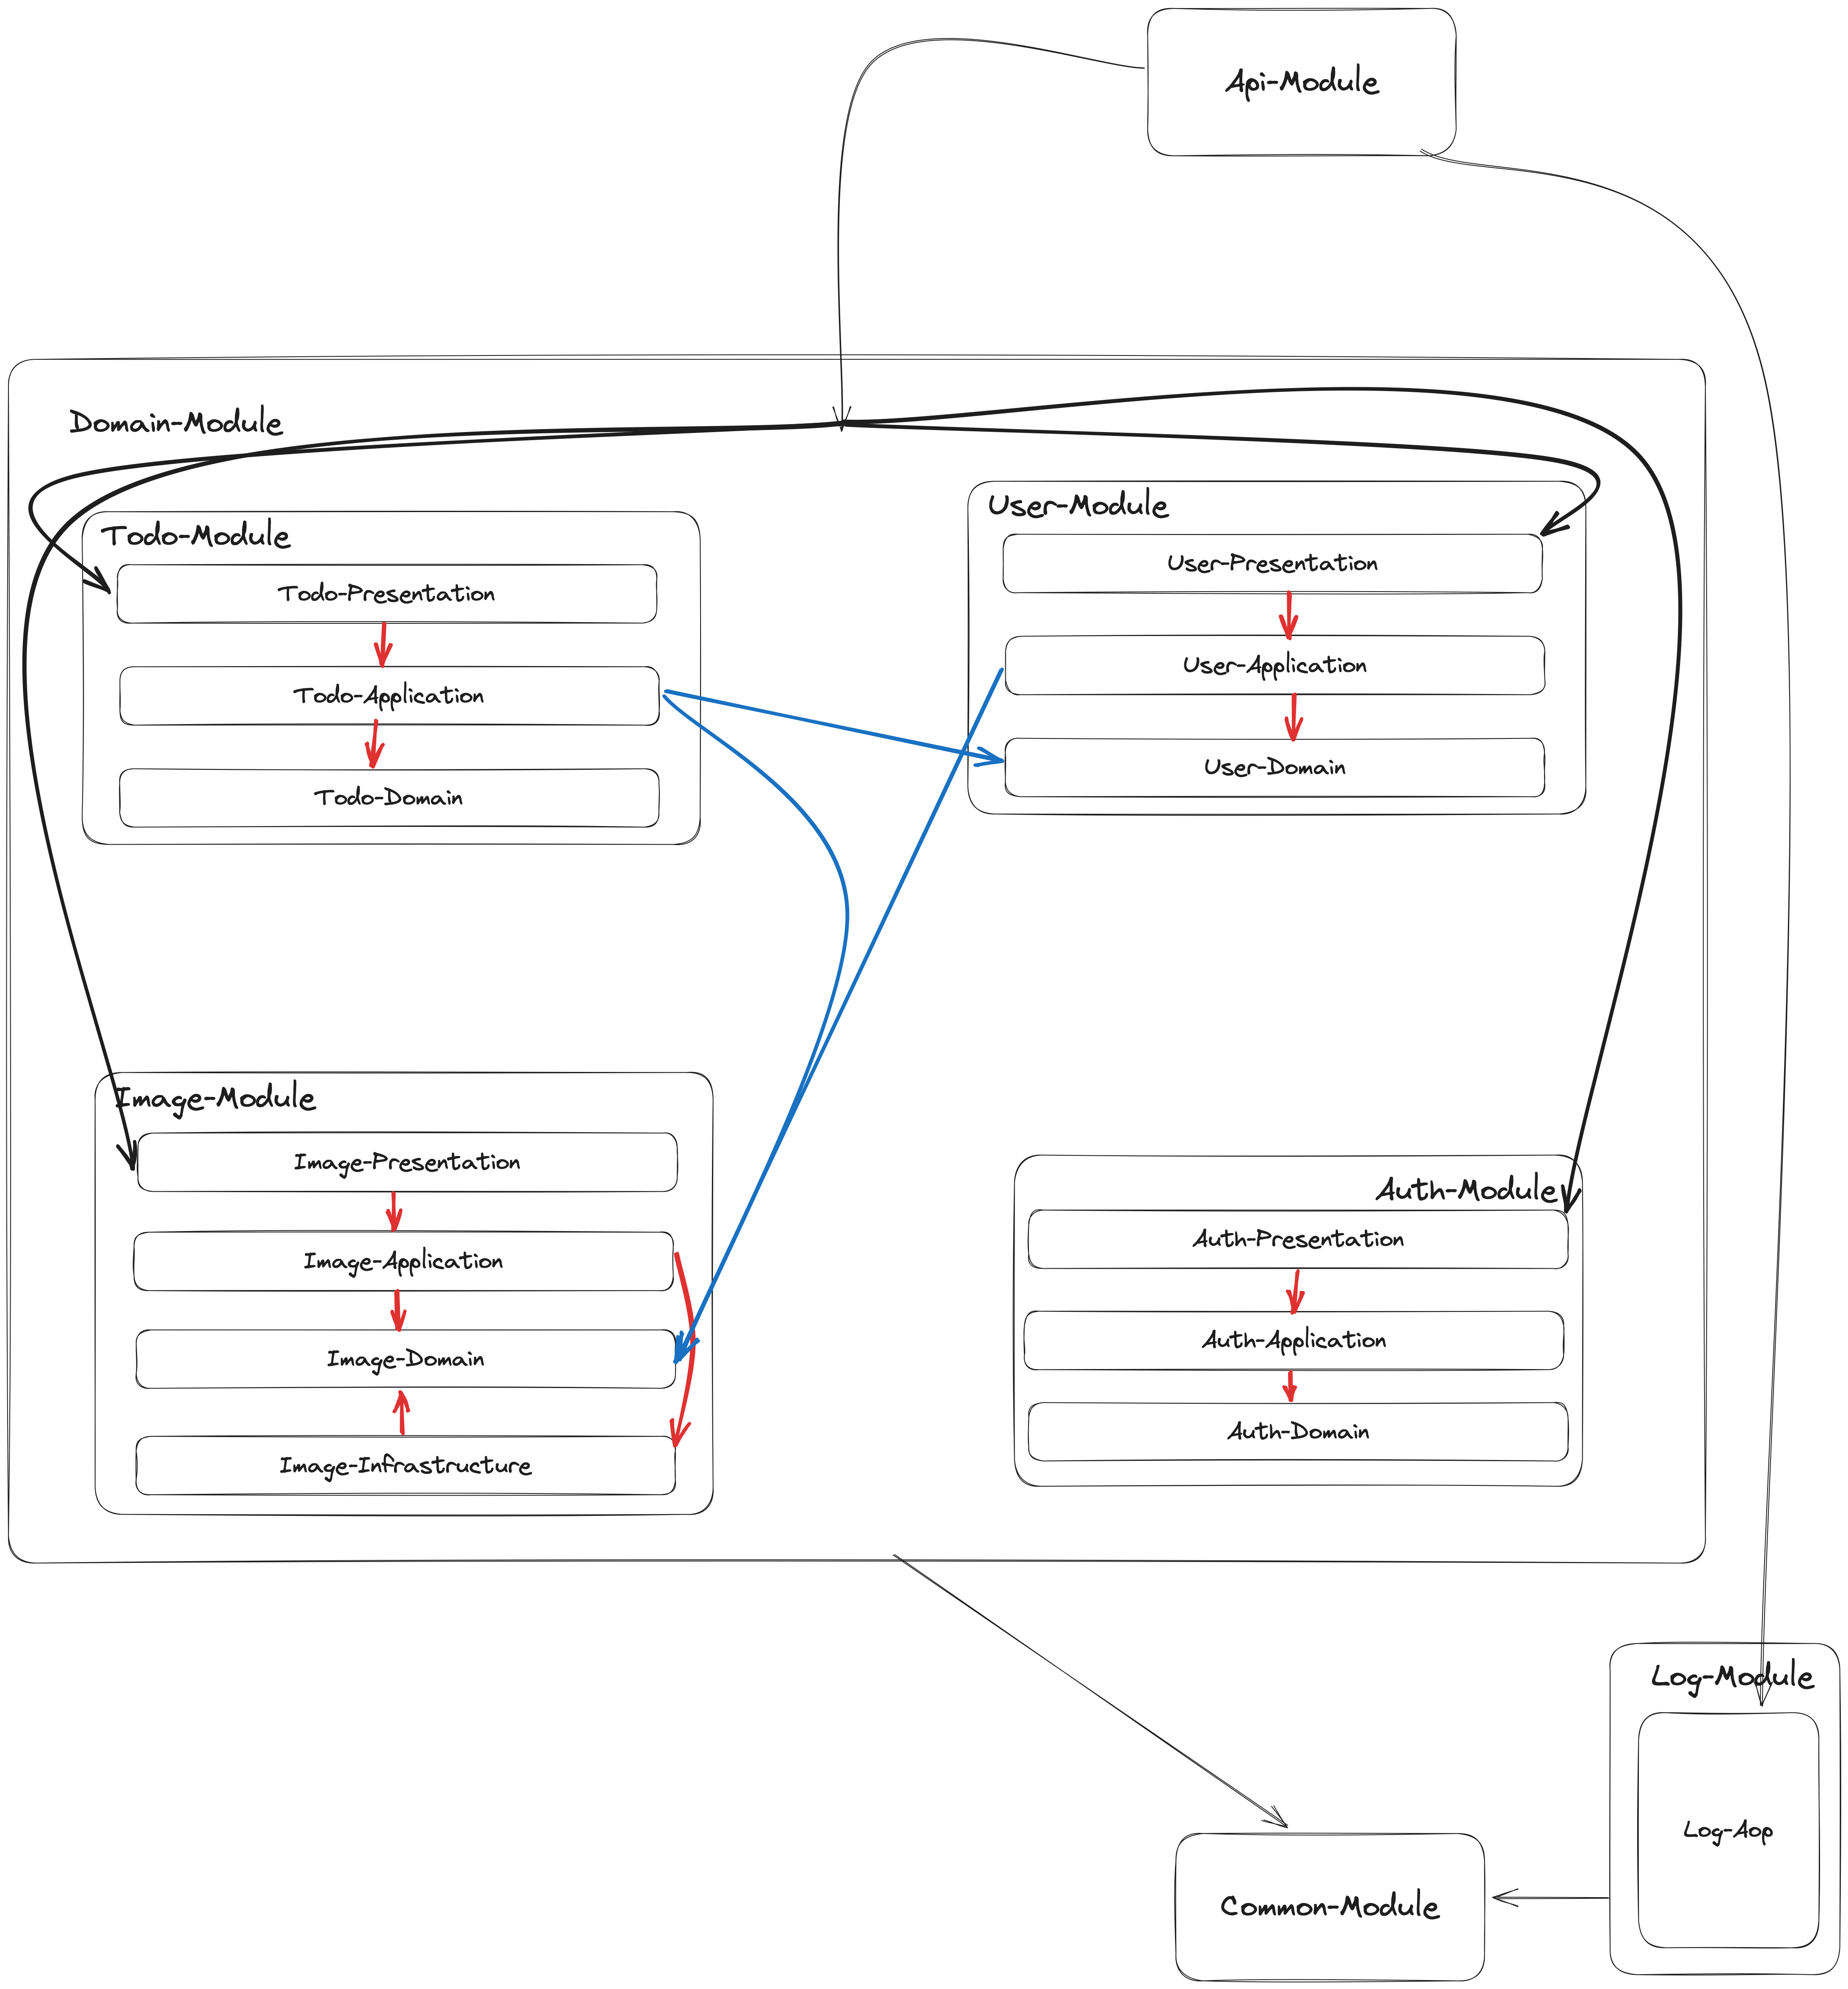 Api-Module
Domain-Module
Todo-Module
Todo-Presentation
Todo-Application
Todo-Domain
User-Module
User-Presentation
User-Application
User-Domain
Image-Module
Image-Presentation
Image-Application
Image-Domain
Image-Infrastructure
Auth-Module
Auth-Presentation
Auth-Application
Auth-Domain
Log-Module
Log-Aop
Common-Module